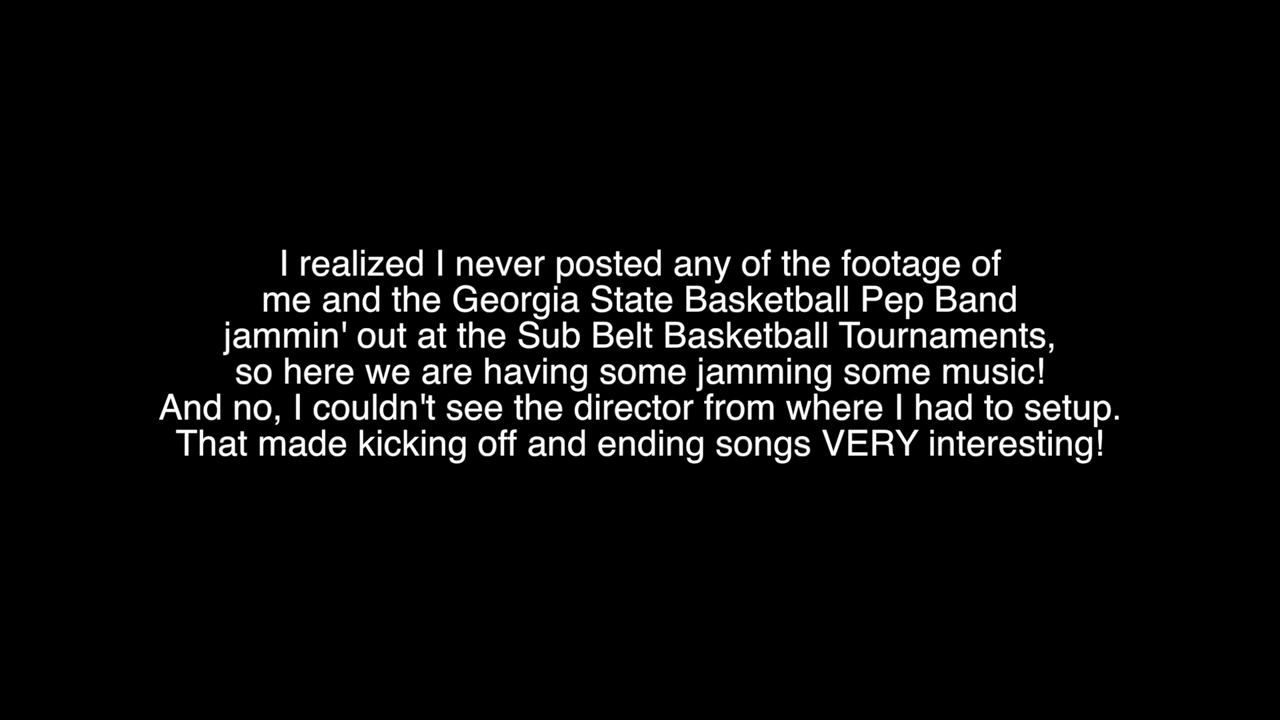 I realized I never posted any of the footage of
me and the Georgia State Basketball Pep Band
jammin' out at the Sub Belt Basketball Tournaments,
so here we are having some jamming some music!
And no, I couldn't see the director from where I had to setup.
That made kicking off and ending songs VERY interesting!